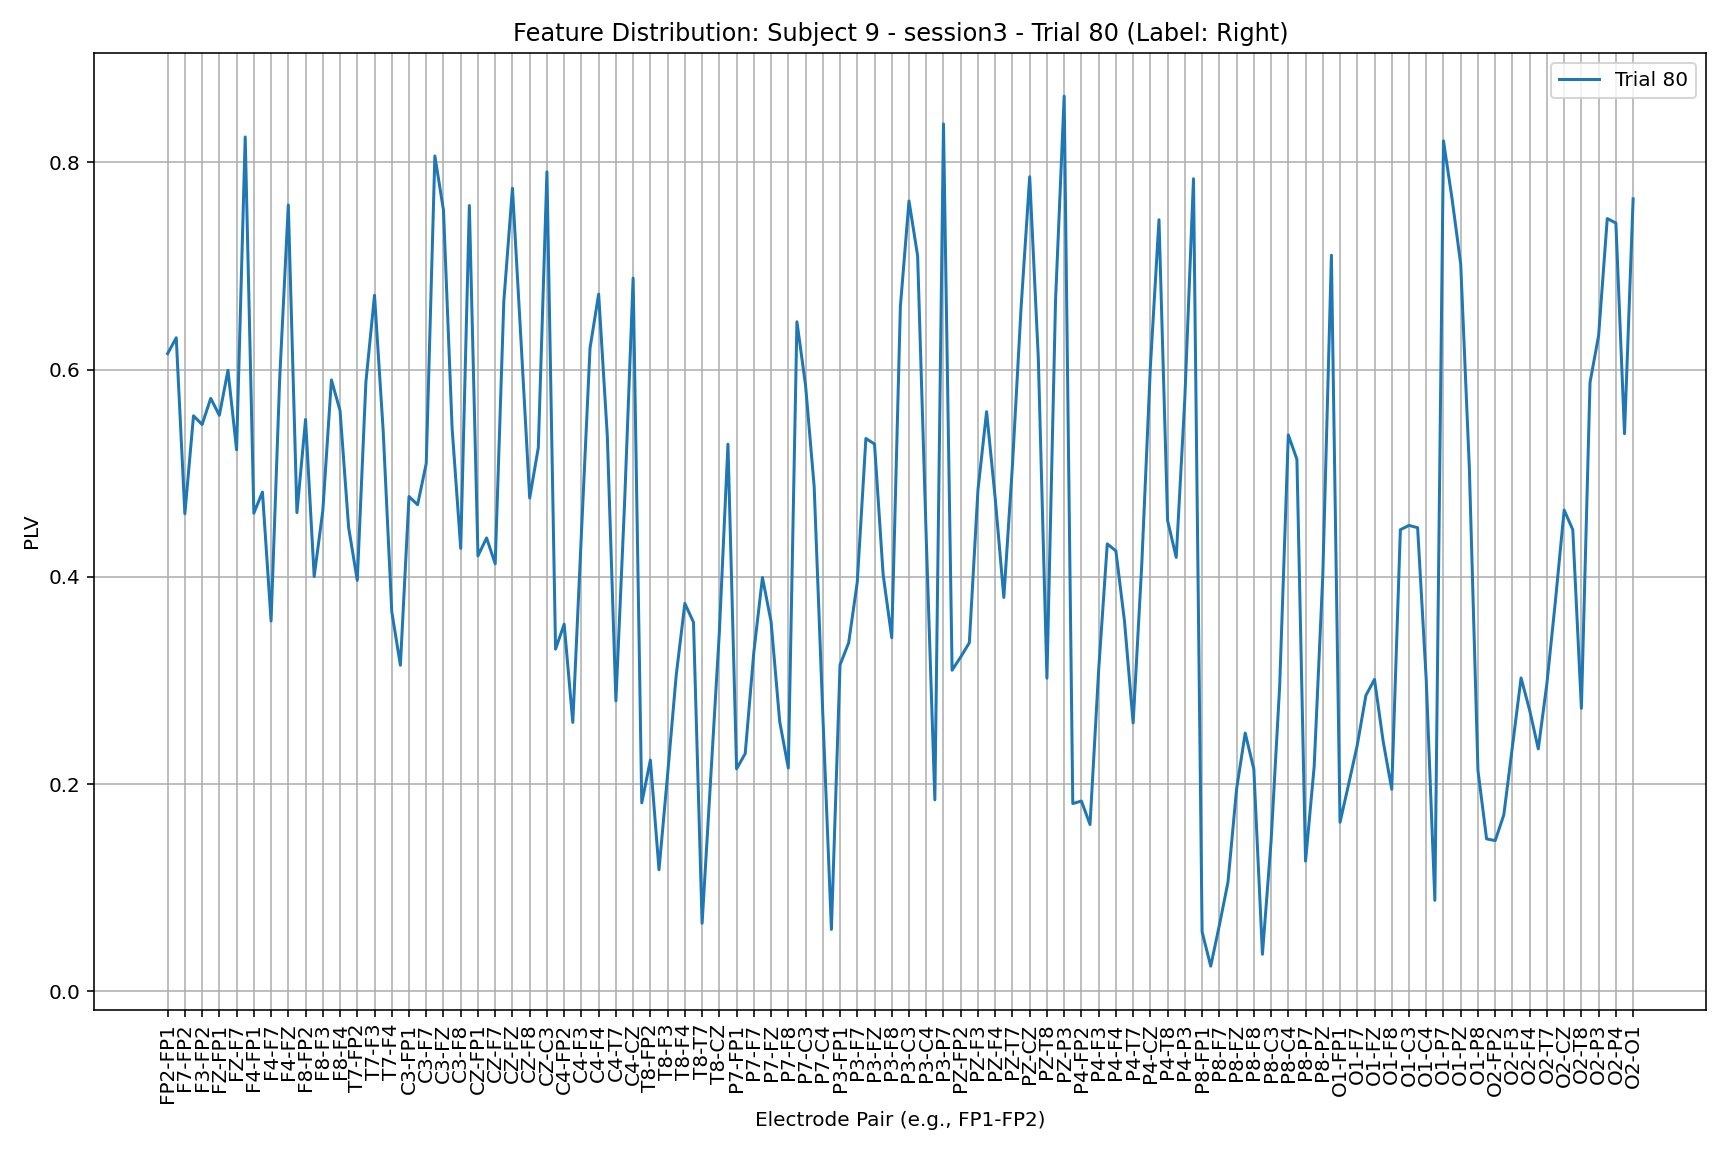 Feature Distribution: Subject 9 - session3 - Trial 80 (Label: Right)
Trial 80
PLV
0.8
0.6
0.4
0.2
0.0
FP2-FP1
F7-FP2
F3-FP2
FZ-FP1
FZ-F7
F4-FP1
F4-F7
F4-FZ
F8-FP2
F8-F3
F8-F4
T7-FP2
T7-F3
T7-F4
C3-FP1
C3-F7
C3-FZ
C3-F8
CZ-FP1
CZ-F7
CZ-FZ
CZ-F8
CZ-C3
C4-FP2
C4-F3
C4-F4
C4-T7
C4-CZ
T8-FP2
T8-F3
T8-F4
T8-T7
T8-CZ
P7-FP1
P7-F7
P7-FZ
P7-F8
P7-C3
P7-C4
P3-FP1
P3-F7
P3-FZ
P3-F8
P3-C3
P3-C4
P3-P7
PZ-FP2
PZ-F3
PZ-F4
PZ-T7
PZ-CZ
PZ-T8
PZ-P3
P4-FP2
P4-F3
P4-F4
P4-T7
P4-CZ
P4-T8
P4-P3
P8-FP1
P8-F7
P8-FZ
P8-F8
P8-C3
P8-C4
P8-P7
P8-PZ
O1-FP1
O1-F7
O1-FZ
O1-F8
O1-C3
O1-C4
O1-P7
O1-PZ
O1-P8
O2-FP2
O2-F3
O2-F4
O2-T7
O2-CZ
O2-T8
O2-P3
O2-P4
O2-O1
Electrode Pair (e.g., FP1-FP2)